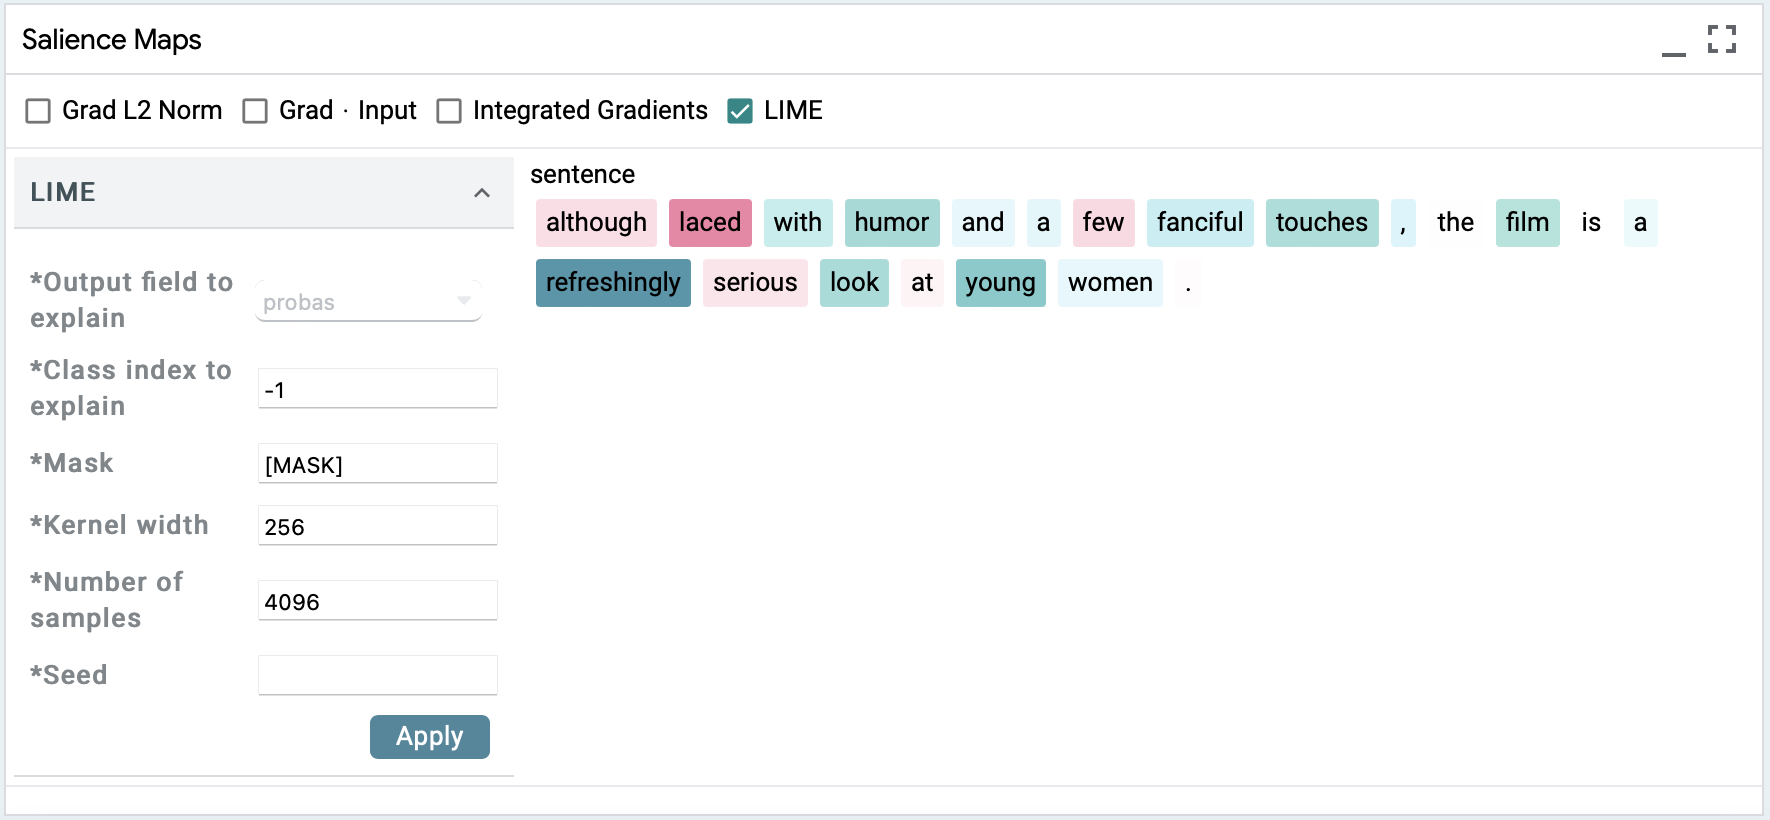 Salience Maps
Grad L2 Norm Grad · Input Integrated Gradients LIME
LIME
*Output field to explain
probas
*Class index to explain
-1
*Mask
[MASK]
*Kernel width
256
*Number of samples
4096
*Seed
Apply
sentence
although laced with humor and a few fanciful touches , the film is a
refreshingly serious look at young women .